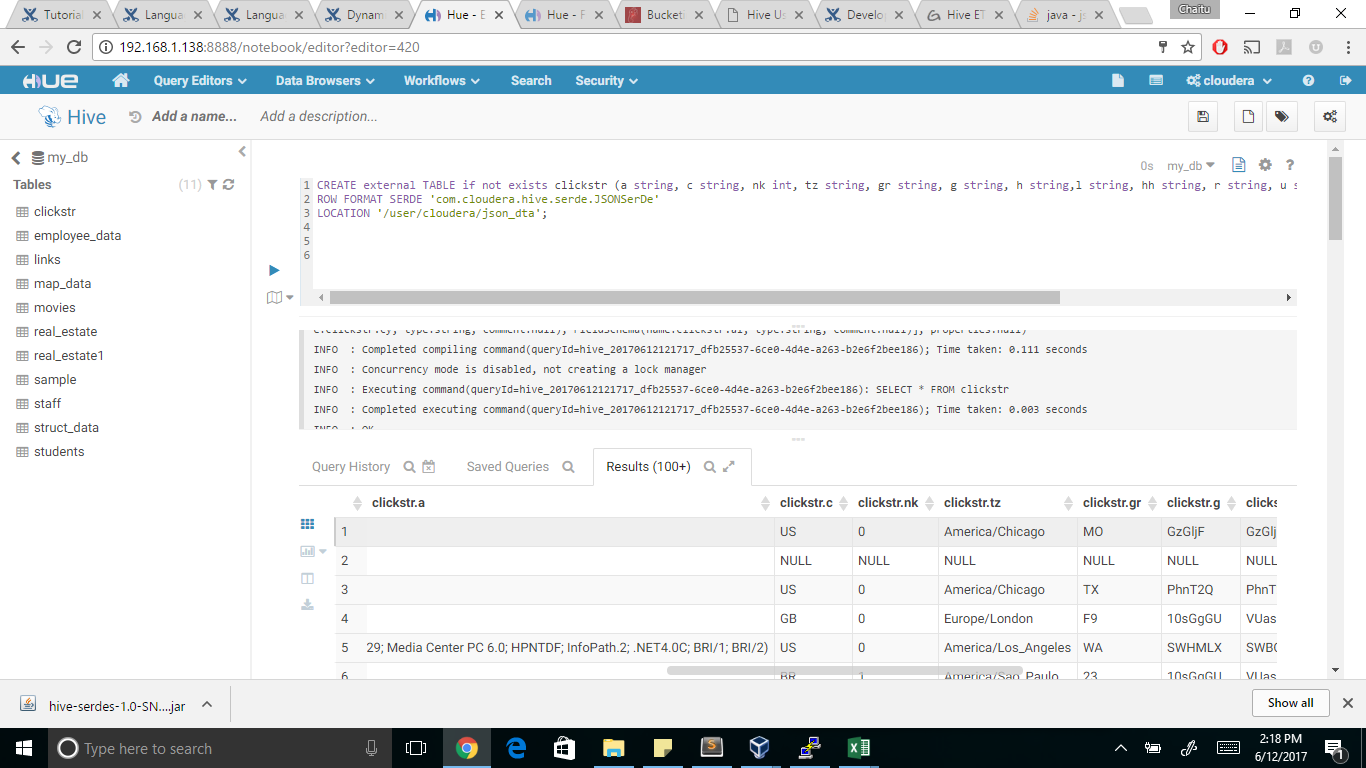 Tutorial
Langua
Langua
Dynam
Hue - E
Hue - F
Bucketi
Hive Us
Develo
Hive ET
java - js
Chaitu
192.168.1.138:8888/notebook/editor?editor=420
HUE Query Editors Data Browsers Workflows Search Security cloudera
Hive Add a name... Add a description...
my_db
Tables (11)
clickstr
employee_data
links
map_data
movies
real_estate
real_estate1
sample
staff
struct_data
students
0s my_db
1 CREATE external TABLE if not exists clickstr (a string, c string, nk int, tz string, gr string, g string, h string,l string, hh string, r string, u s
2 ROW FORMAT SERDE 'com.cloudera.hive.serde.JSONSerDe'
3 LOCATION '/user/cloudera/json_dta';
4
5
6
INFO : Completed compiling command(queryId=hive_20170612121717_dfb25537-6ce0-4d4e-a263-b2e6f2bee186); Time taken: 0.111 seconds
INFO : Concurrency mode is disabled, not creating a lock manager
INFO : Executing command(queryId=hive_20170612121717_dfb25537-6ce0-4d4e-a263-b2e6f2bee186): SELECT * FROM clickstr
INFO : Completed executing command(queryId=hive_20170612121717_dfb25537-6ce0-4d4e-a263-b2e6f2bee186); Time taken: 0.003 seconds
INFO : OK
Query History Saved Queries Results (100+)
clickstr.a clickstr.c clickstr.nk clickstr.tz clickstr.gr clickstr.g clicks
1 US 0 America/Chicago MO GzGljF GzGlj
2 NULL NULL NULL NULL NULL NULL
3 US 0 America/Chicago TX PhnT2Q PhnT
4 GB 0 Europe/London F9 10sGgGU VUas
5 29; Media Center PC 6.0; HPNTDF; InfoPath.2; .NET4.0C; BRI/1; BRI/2) US 0 America/Los_Angeles WA SWHMLX SWBC
6 BR 1 America/Sao_Paulo 23 10sGgGU VUas
hive-serdes-1.0-SN....jar
Show all
Type here to search
2:18 PM
6/12/2017
1